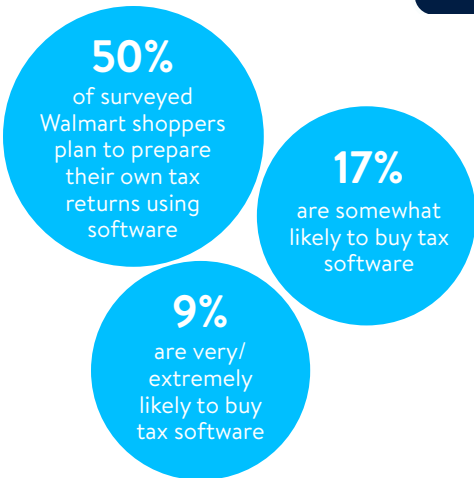 50%
of surveyed
Walmart shoppers
plan to prepare
their own tax
returns using
software
17%
are somewhat
likely to buy tax
software
9%
are very/
extremely
likely to buy
tax software